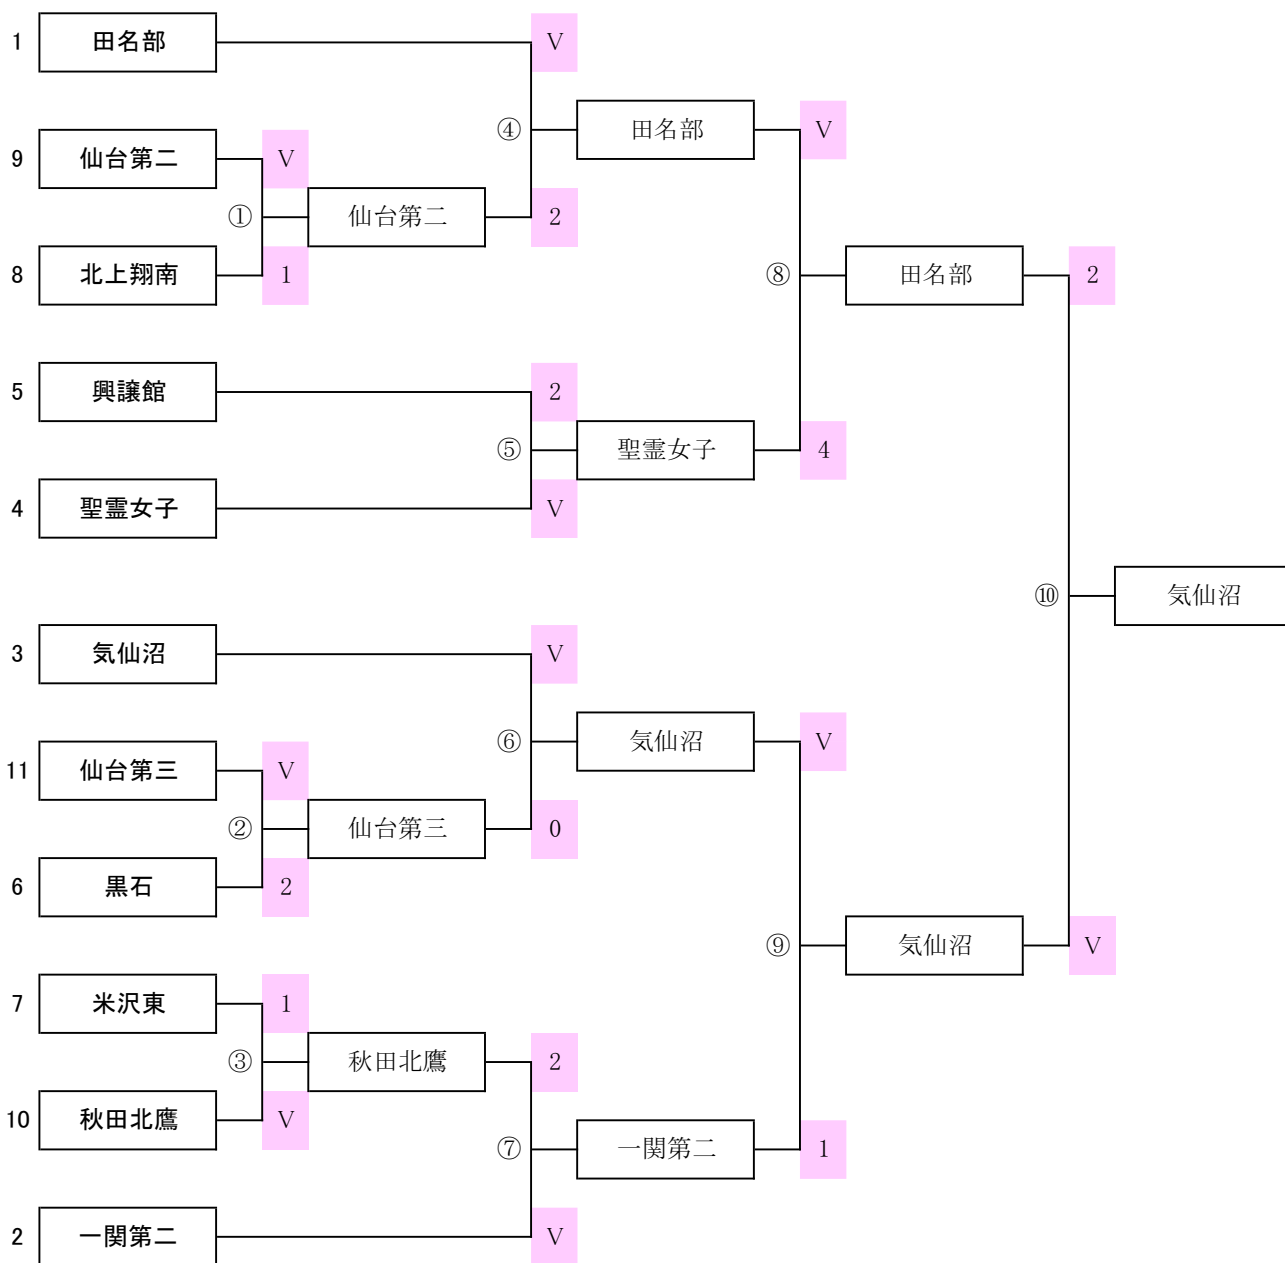 1 田名部 V
④ 田名部 V
9 仙台第二 V
① 仙台第二 2
8 北上翔南 1
⑧ 田名部 2
5 興譲館 2
⑤ 聖霊女子 4
4 聖霊女子 V
⑩ 気仙沼
3 気仙沼 V
⑥ 気仙沼 V
11 仙台第三 V
② 仙台第三 0
6 黒石 2
⑨ 気仙沼 V
7 米沢東 1
③ 秋田北鷹 2
10 秋田北鷹 V
⑦ 一関第二 1
2 一関第二 V